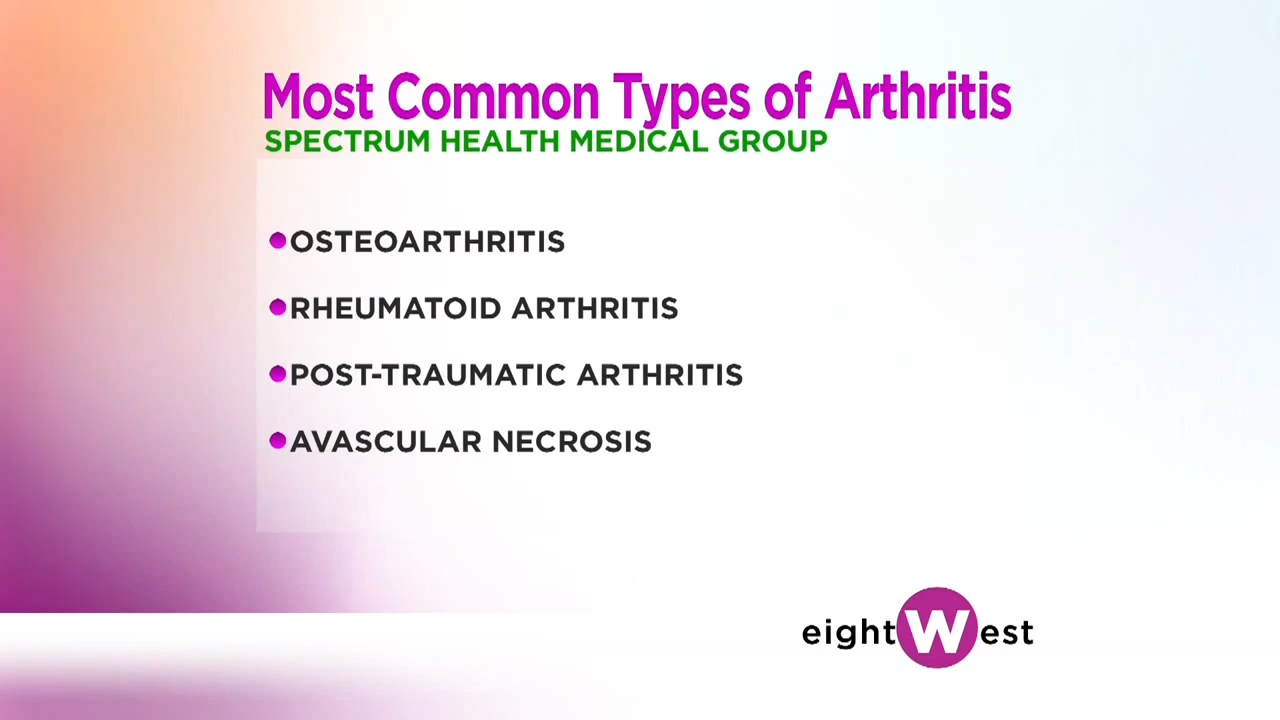 Most Common Types of Arthritis
SPECTRUM HEALTH MEDICAL GROUP
OSTEOARTHRITIS
RHEUMATOID ARTHRITIS
POST-TRAUMATIC ARTHRITIS
AVASCULAR NECROSIS
eightWest